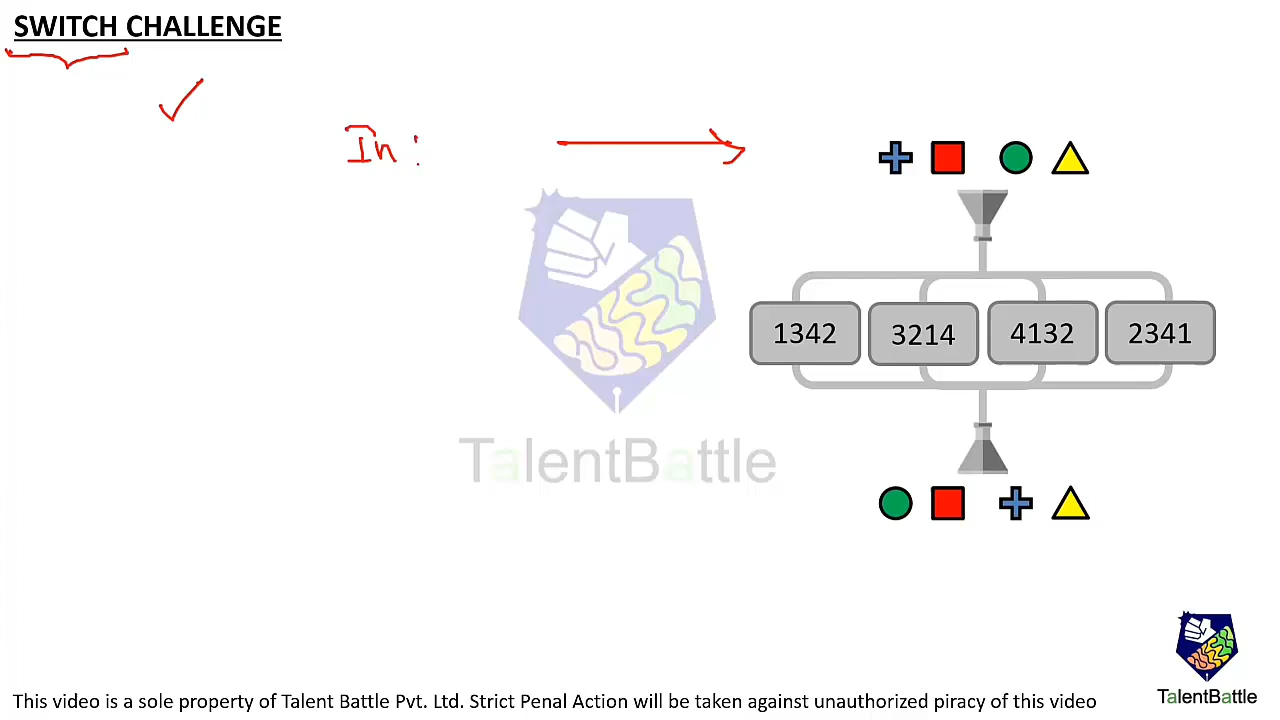 SWITCH CHALLENGE
In :
1342 3214 4132 2341
TalentBattle
TalentBattle
This video is a sole property of Talent Battle Pvt. Ltd. Strict Penal Action will be taken against unauthorized piracy of this video